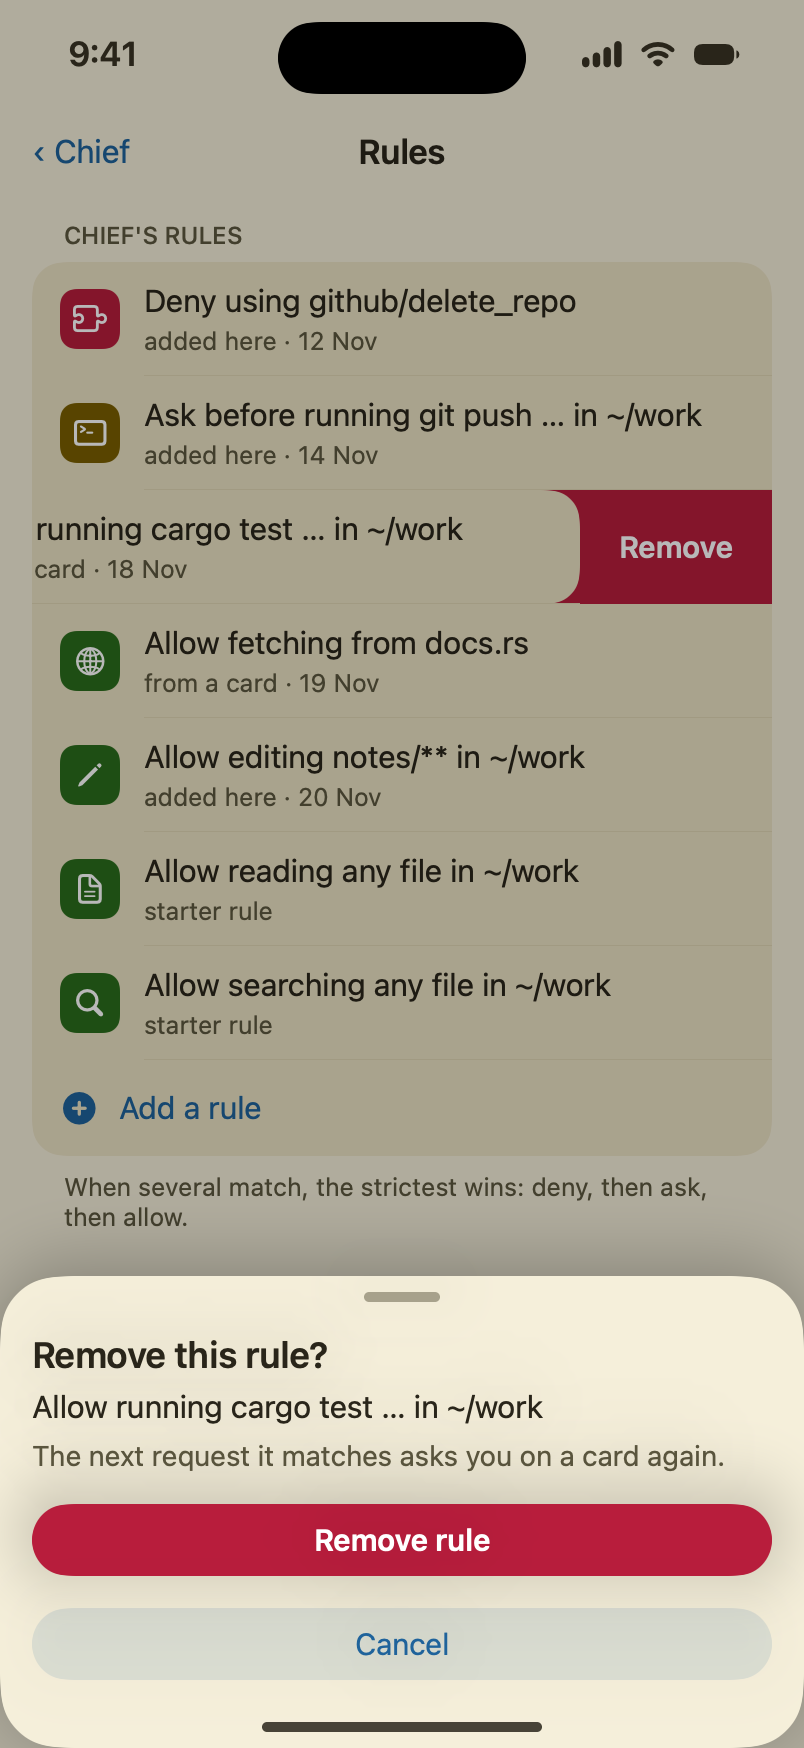 9:41
‹ Chief
Rules
CHIEF'S RULES
Deny using github/delete_repo
added here · 12 Nov
Ask before running git push ... in ~/work
added here · 14 Nov
running cargo test ... in ~/work
card · 18 Nov
Remove
Allow fetching from docs.rs
from a card · 19 Nov
Allow editing notes/** in ~/work
added here · 20 Nov
Allow reading any file in ~/work
starter rule
Allow searching any file in ~/work
starter rule
Add a rule
When several match, the strictest wins: deny, then ask,
then allow.
Remove this rule?
Allow running cargo test ... in ~/work
The next request it matches asks you on a card again.
Remove rule
Cancel